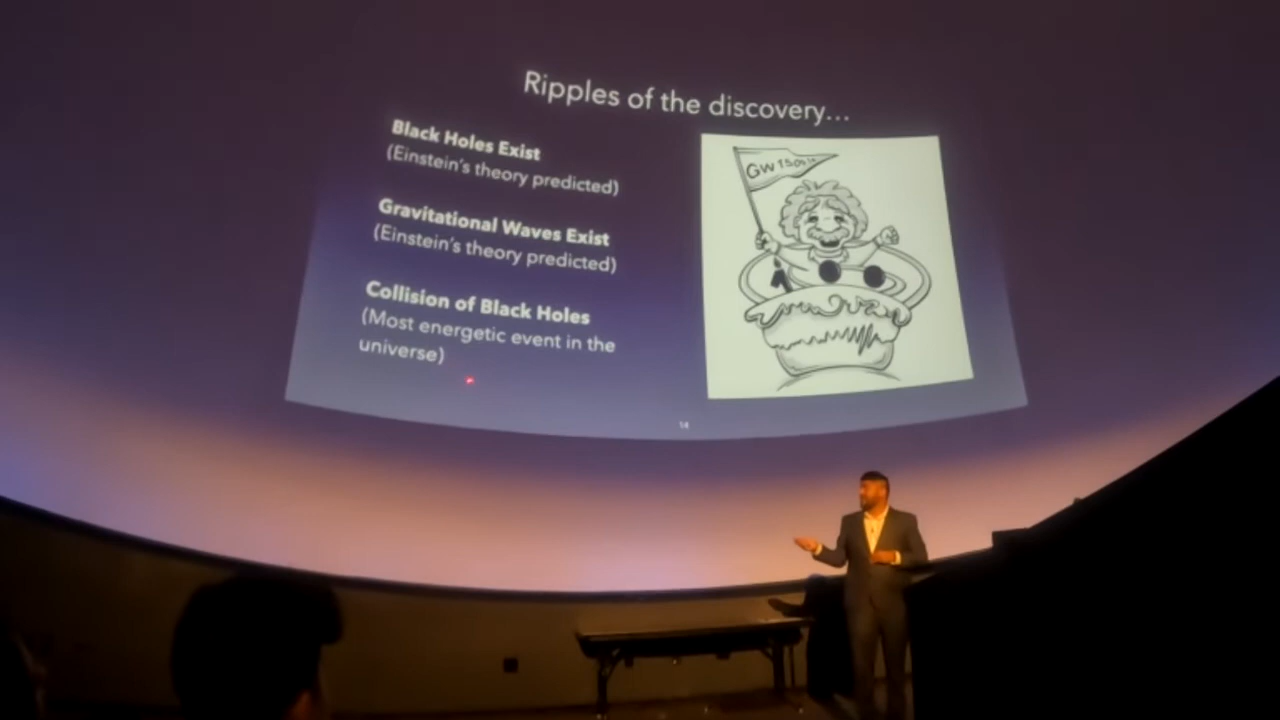 Ripples of the discovery...
Black Holes Exist
(Einstein's theory predicted)
Gravitational Waves Exist
(Einstein's theory predicted)
Collision of Black Holes
(Most energetic event in the
universe)
GW150914
14